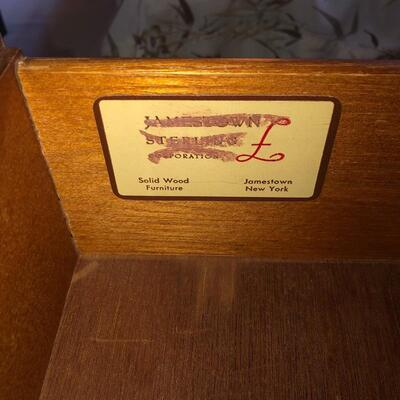 JAMESTOWN
STERLING
CORPORATION
£
Solid Wood Furniture
Jamestown New York